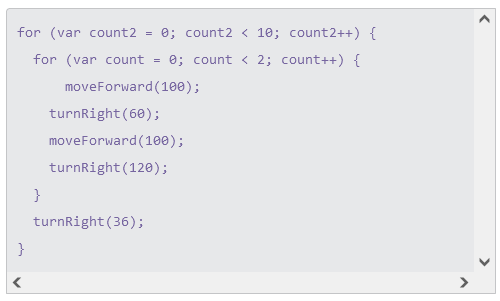 for (var count2 = 0; count2 < 10; count2++) {
  for (var count = 0; count < 2; count++) {
      moveForward(100);
    turnRight(60);
    moveForward(100);
    turnRight(120);
  }
  turnRight(36);
}